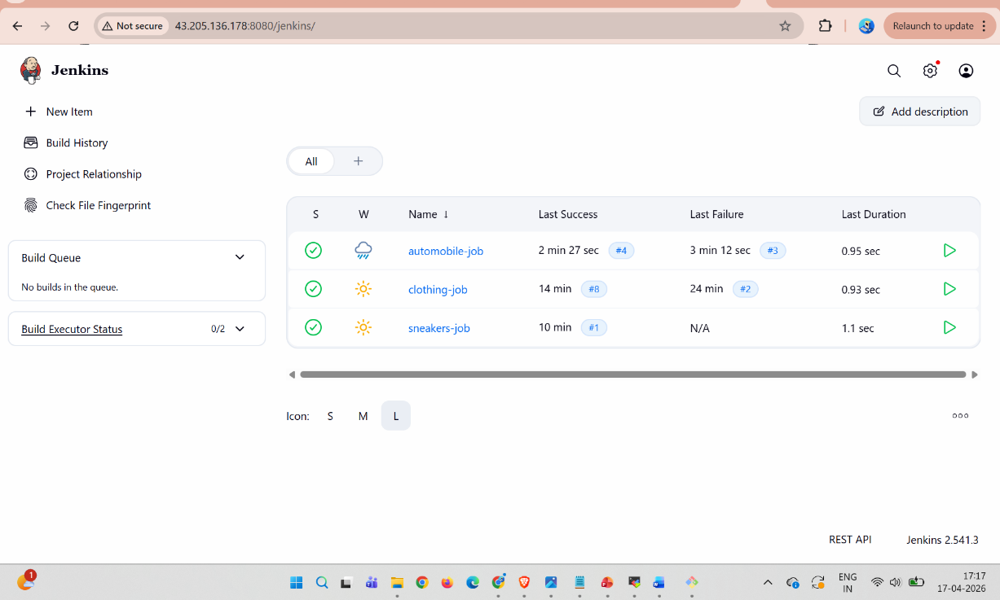 Not secure 43.205.136.178:8080/jenkins/ Relaunch to update
Jenkins
New Item
Add description
Build History
Project Relationship
Check File Fingerprint
All +
S W Name ↓ Last Success Last Failure Last Duration
automobile-job 2 min 27 sec #4 3 min 12 sec #3 0.95 sec
clothing-job 14 min #8 24 min #2 0.93 sec
sneakers-job 10 min #1 N/A 1.1 sec
Build Queue
No builds in the queue.
Build Executor Status 0/2
Icon: S M L
REST API Jenkins 2.541.3
1
ENG
IN
17:17
17-04-2026